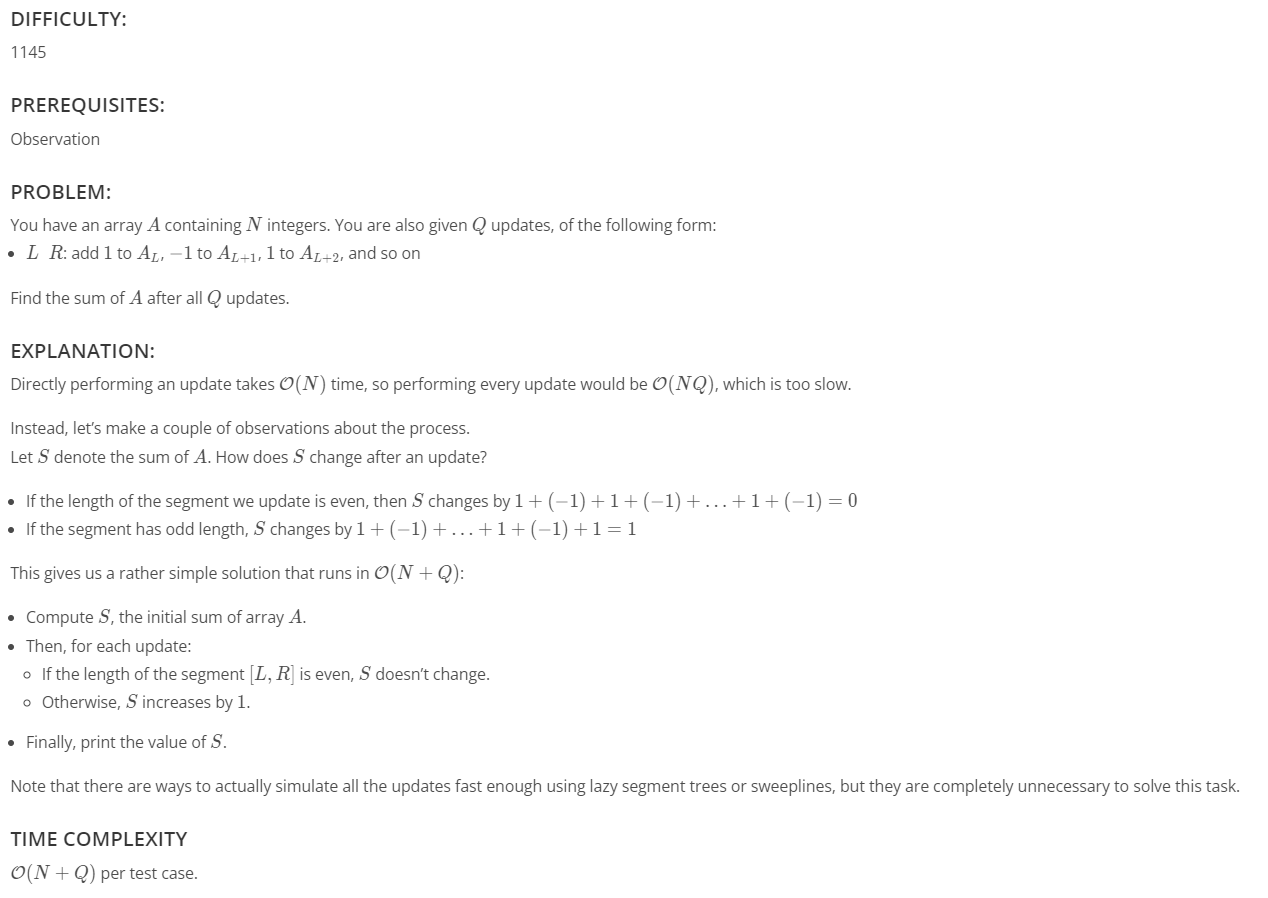 DIFFICULTY:
1145
PREREQUISITES:
Observation
PROBLEM:
You have an array A containing N integers. You are also given Q updates, of the following form:
• L R: add 1 to A_L, −1 to A_{L+1}, 1 to A_{L+2}, and so on
Find the sum of A after all Q updates.
EXPLANATION:
Directly performing an update takes O(N) time, so performing every update would be O(NQ), which is too slow.
Instead, let’s make a couple of observations about the process.
Let S denote the sum of A. How does S change after an update?
• If the length of the segment we update is even, then S changes by 1 + (−1) + 1 + (−1) + … + 1 + (−1) = 0
• If the segment has odd length, S changes by 1 + (−1) + … + 1 + (−1) + 1 = 1
This gives us a rather simple solution that runs in O(N + Q):
• Compute S, the initial sum of array A.
• Then, for each update:
◦ If the length of the segment [L, R] is even, S doesn’t change.
◦ Otherwise, S increases by 1.
• Finally, print the value of S.
Note that there are ways to actually simulate all the updates fast enough using lazy segment trees or sweeplines, but they are completely unnecessary to solve this task.
TIME COMPLEXITY
O(N + Q) per test case.